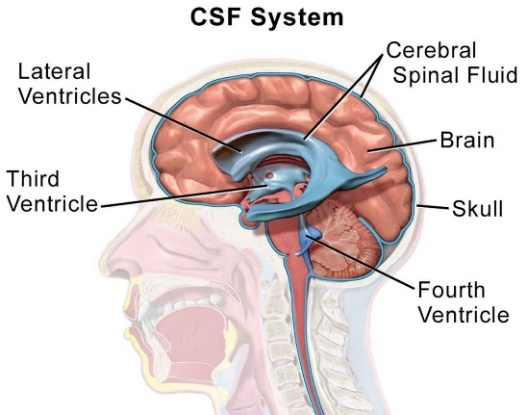 CSF System
Lateral
Ventricles
Cerebral
Spinal Fluid
Brain
Third
Ventricle
Skull
Fourth
Ventricle